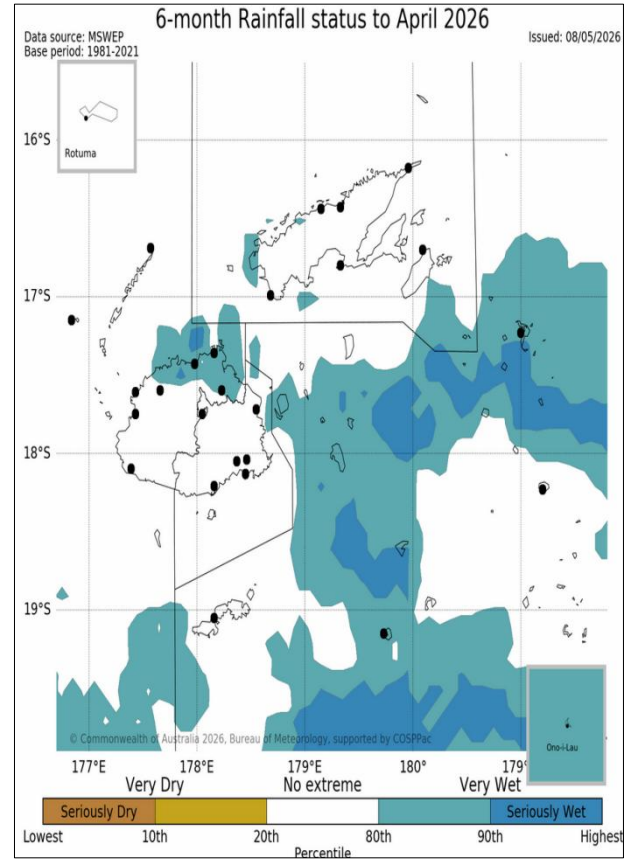 6-month Rainfall status to April 2026
Data source: MSWEP
Base period: 1981-2021
Issued: 08/05/2026
Rotuma
16°S
17°S
18°S
19°S
© Commonwealth of Australia 2026, Bureau of Meteorology, supported by COSPPac
Ono-i-Lau
177°E 178°E 179°E 180° 179°
Very Dry No extreme Very Wet
Seriously Dry Seriously Wet
Lowest 10th 20th 80th 90th Highest
Percentile